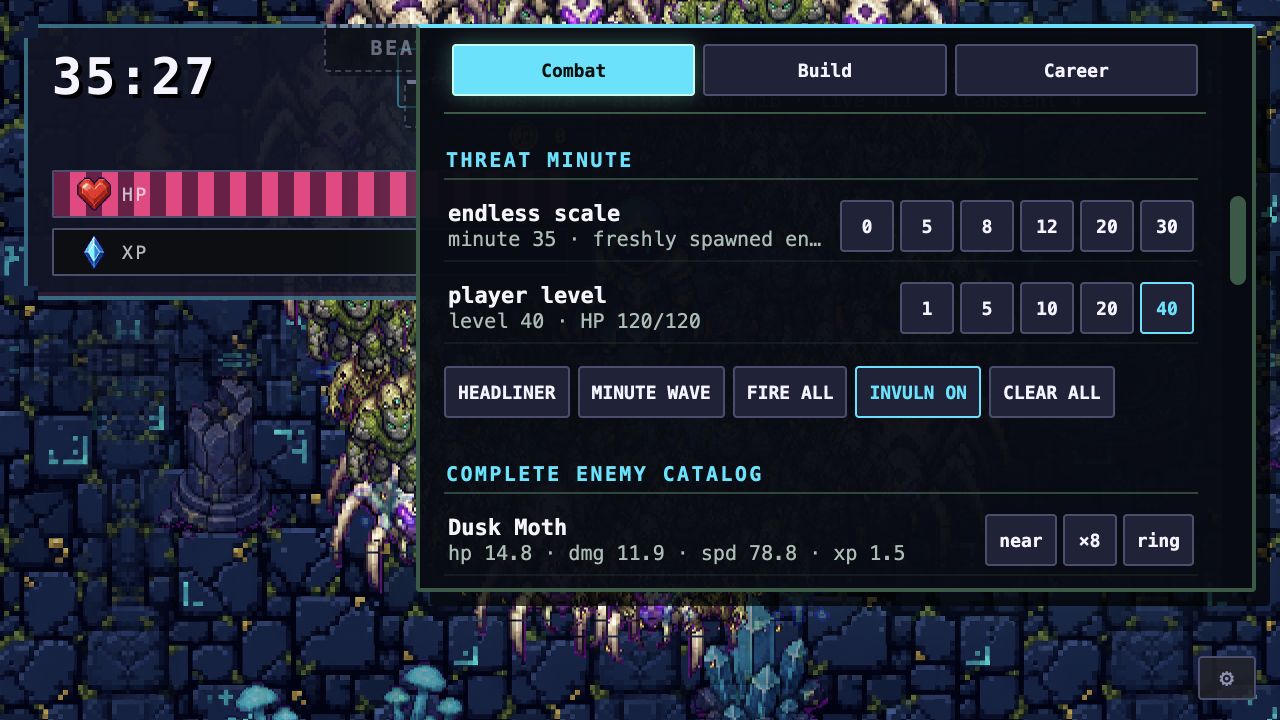 35:27
BEA
HP
XP
Combat
Build
Career
THREAT MINUTE
endless scale
minute 35 · freshly spawned en…
0
5
8
12
20
30
player level
level 40 · HP 120/120
1
5
10
20
40
HEADLINER
MINUTE WAVE
FIRE ALL
INVULN ON
CLEAR ALL
COMPLETE ENEMY CATALOG
Dusk Moth
hp 14.8 · dmg 11.9 · spd 78.8 · xp 1.5
near
×8
ring